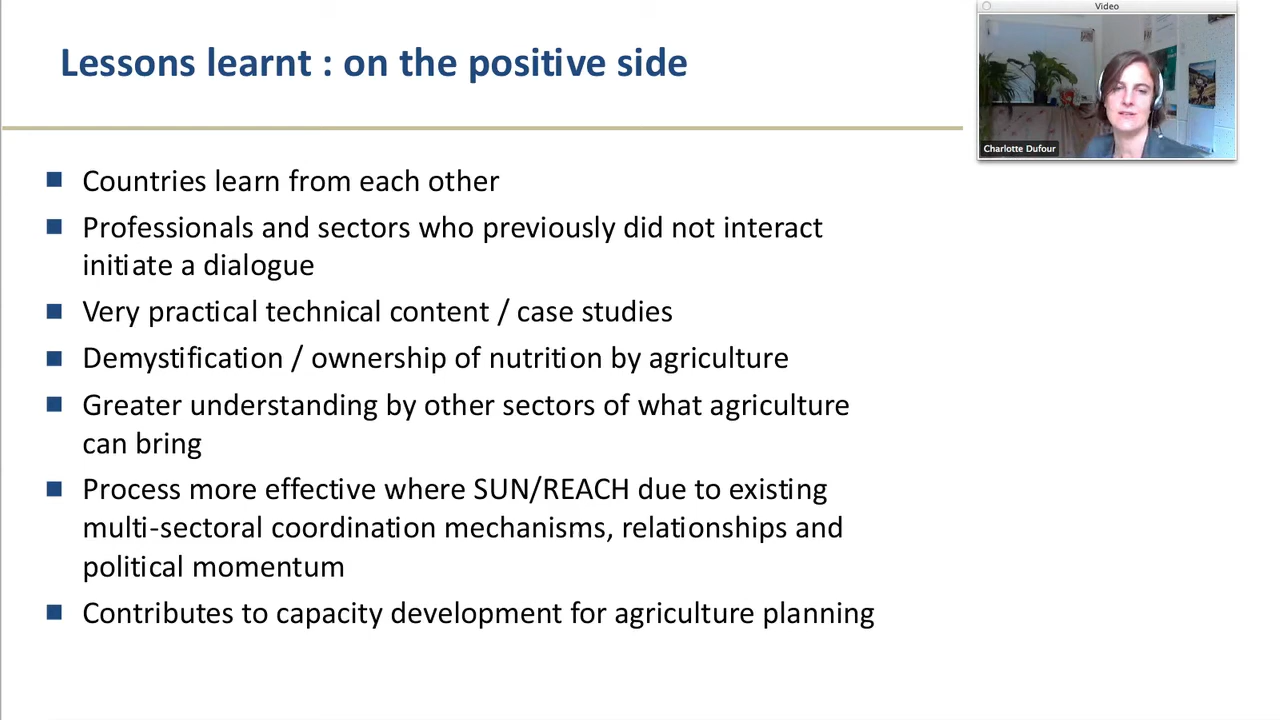 Video
Lessons learnt : on the positive side
Charlotte Dufour
Countries learn from each other
Professionals and sectors who previously did not interact
initiate a dialogue
Very practical technical content / case studies
Demystification / ownership of nutrition by agriculture
Greater understanding by other sectors of what agriculture
can bring
Process more effective where SUN/REACH due to existing
multi-sectoral coordination mechanisms, relationships and
political momentum
Contributes to capacity development for agriculture planning